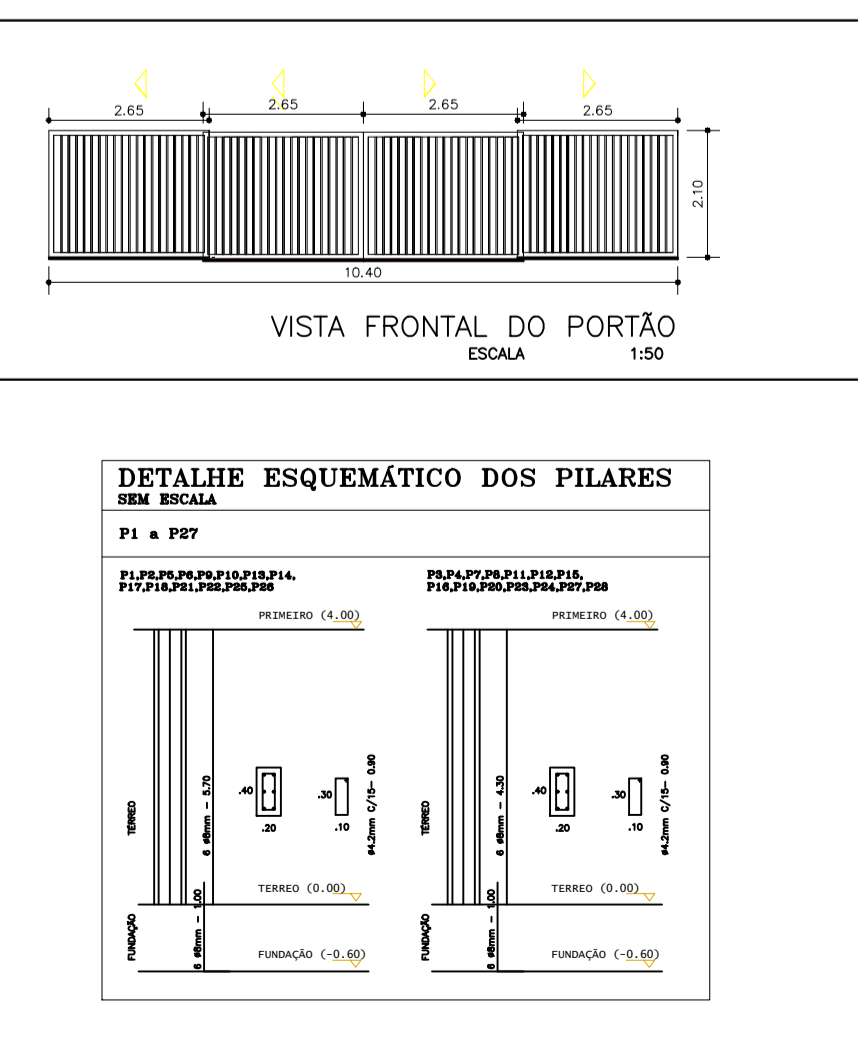 2.65 2.65 2.65 2.65
2.10
10.40
VISTA FRONTAL DO PORTÃO
ESCALA 1:50
DETALHE ESQUEMÁTICO DOS PILARES
SEM ESCALA
P1 a P27
P1,P2,P5,P6,P9,P10,P13,P14,
P17,P18,P21,P22,P25,P26
PRIMEIRO (4.00)
TÉRREO
6 ø8mm - 5.70
.40
.20
.30
.10
ø4.2mm C/15- 0.90
TERREO (0.00)
FUNDAÇÃO
6 ø8mm - 1.00
FUNDAÇÃO (-0.60)
P3,P4,P7,P8,P11,P12,P15,
P16,P19,P20,P23,P24,P27,P28
PRIMEIRO (4.00)
TÉRREO
6 ø8mm - 4.30
.40
.20
.30
.10
ø4.2mm C/15- 0.90
TERREO (0.00)
FUNDAÇÃO
6 ø8mm - 1.00
FUNDAÇÃO (-0.60)